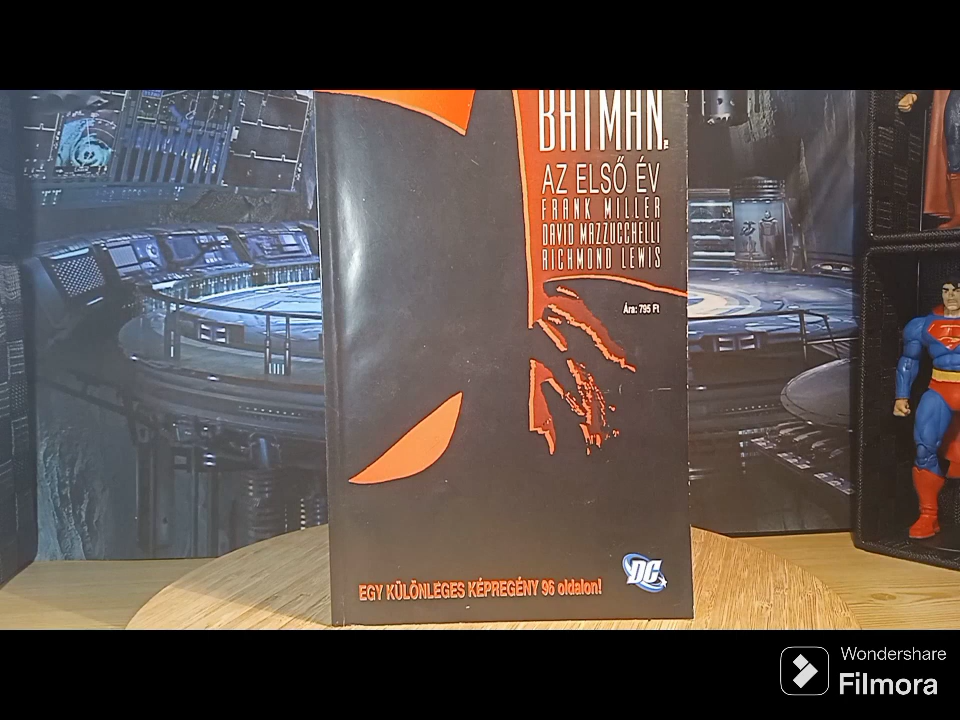 BATMAN
AZ ELSŐ ÉV
FRANK MILLER
DAVID MAZZUCCHELLI
RICHMOND LEWIS
Ára: 795 Ft
DC
EGY KÜLÖNLEGES KÉPREGÉNY 96 oldalon!
Wondershare
Filmora